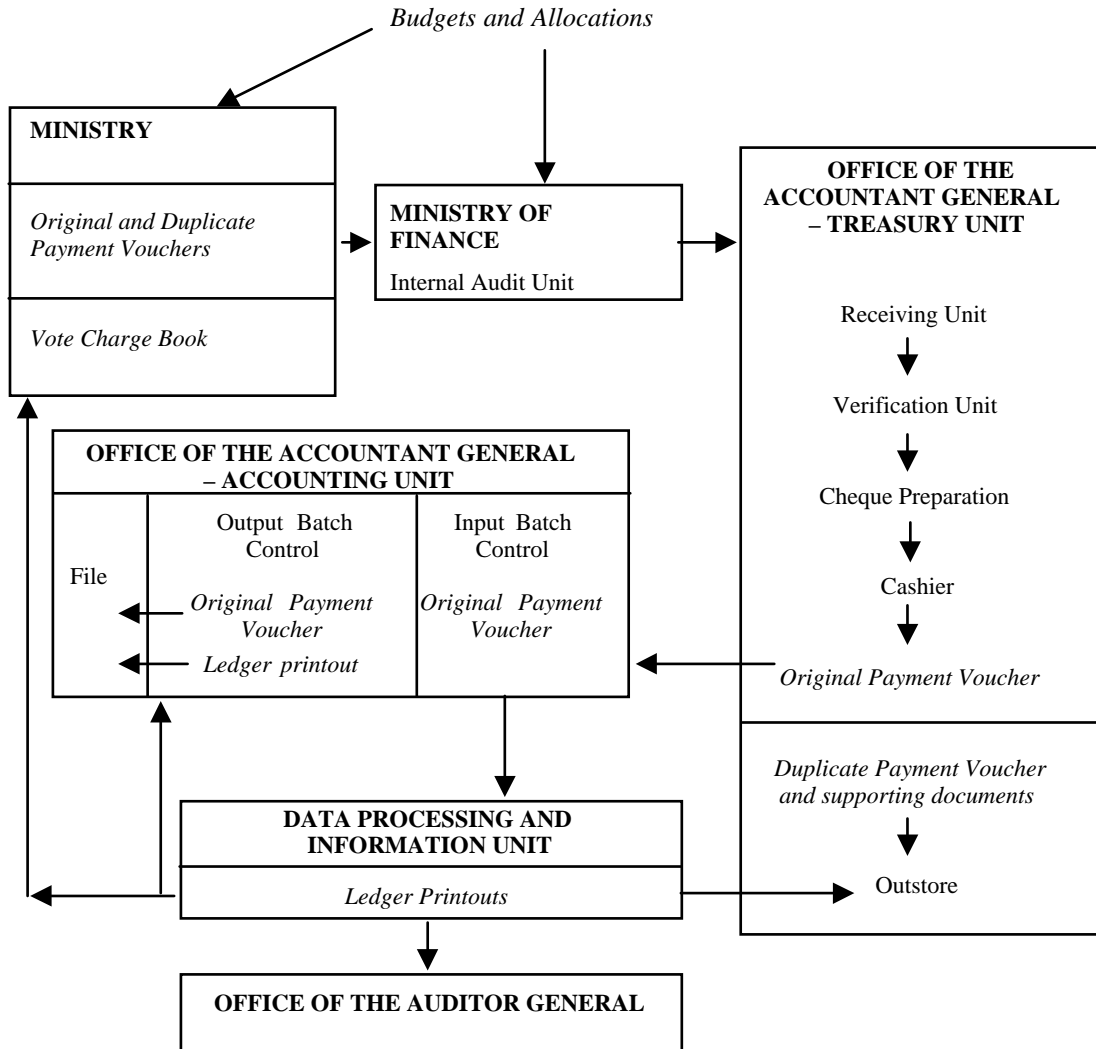 Budgets and Allocations
MINISTRY
Original and Duplicate
Payment Vouchers
Vote Charge Book
MINISTRY OF
FINANCE
Internal Audit Unit
OFFICE OF THE
ACCOUNTANT GENERAL
– TREASURY UNIT
Receiving Unit
Verification Unit
Cheque Preparation
Cashier
Original Payment Voucher
Duplicate Payment Voucher
and supporting documents
Outstore
OFFICE OF THE ACCOUNTANT GENERAL
– ACCOUNTING UNIT
File
Output Batch
Control
Original Payment
Voucher
Ledger printout
Input Batch
Control
Original Payment
Voucher
DATA PROCESSING AND
INFORMATION UNIT
Ledger Printouts
OFFICE OF THE AUDITOR GENERAL